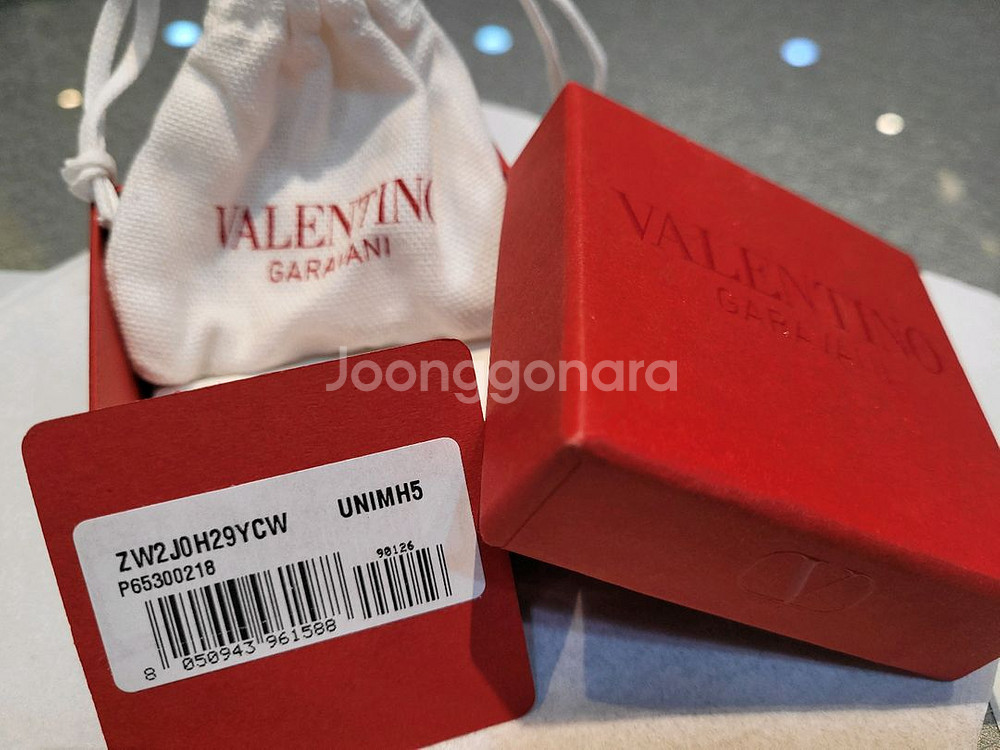 VALENTINO
GARAVANI
VALENTINO
GARAVANI
Joonggonara
ZW2J0H29YCW UNIMH5
P65300218
90126
8 050943 961588